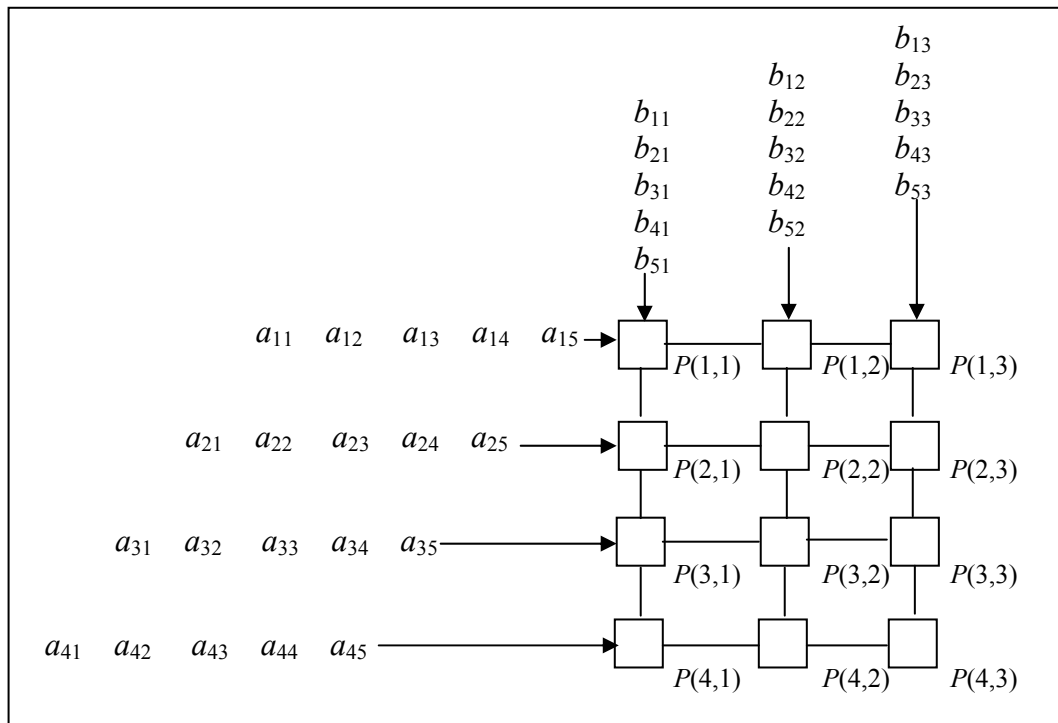 b₁₃
b₁₂ b₂₃
b₁₁ b₂₂ b₃₃
b₂₁ b₃₂ b₄₃
b₃₁ b₄₂ b₅₃
b₄₁ b₅₂
b₅₁
a₁₁ a₁₂ a₁₃ a₁₄ a₁₅
P(1,1) P(1,2) P(1,3)
a₂₁ a₂₂ a₂₃ a₂₄ a₂₅
P(2,1) P(2,2) P(2,3)
a₃₁ a₃₂ a₃₃ a₃₄ a₃₅
P(3,1) P(3,2) P(3,3)
a₄₁ a₄₂ a₄₃ a₄₄ a₄₅
P(4,1) P(4,2) P(4,3)